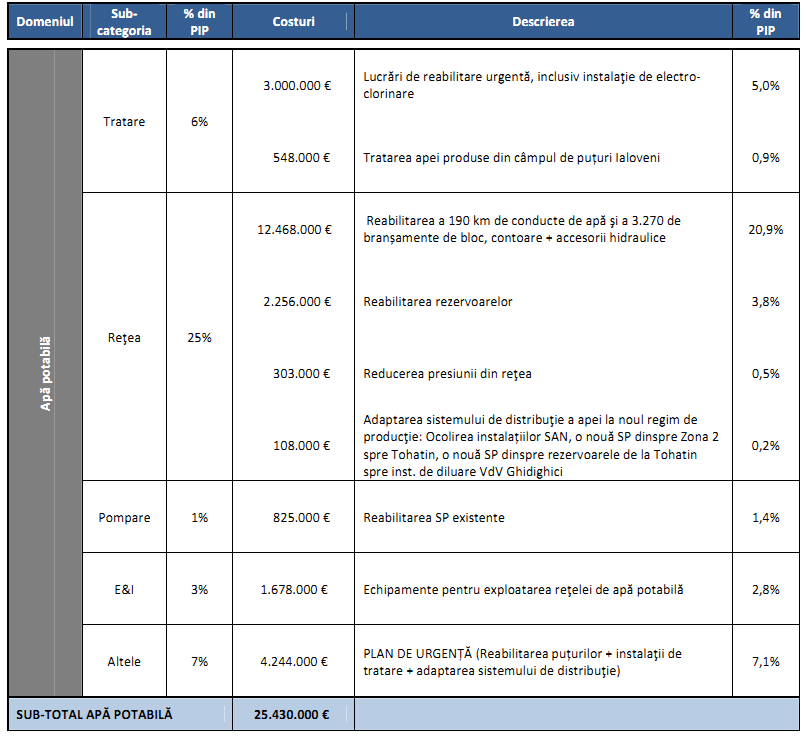 Domeniul Sub-categoria % din PIP Costuri Descrierea % din PIP
Apă potabilă
Tratare 6%
3.000.000 € Lucrări de reabilitare urgentă, inclusiv instalaţie de electro-
clorinare 5,0%
548.000 € Tratarea apei produse din câmpul de puțuri Ialoveni 0,9%
Reţea 25%
12.468.000 € Reabilitarea a 190 km de conducte de apă şi a 3.270 de
branșamente de bloc, contoare + accesorii hidraulice 20,9%
2.256.000 € Reabilitarea rezervoarelor 3,8%
303.000 € Reducerea presiunii din reţea 0,5%
108.000 € Adaptarea sistemului de distribuţie a apei la noul regim de
producţie: Ocolirea instalațiilor SAN, o nouă SP dinspre Zona 2
spre Tohatin, o nouă SP dinspre rezervoarele de la Tohatin
spre inst. de diluare VdV Ghidighici 0,2%
Pompare 1% 825.000 € Reabilitarea SP existente 1,4%
E&I 3% 1.678.000 € Echipamente pentru exploatarea reţelei de apă potabilă 2,8%
Altele 7% 4.244.000 € PLAN DE URGENȚĂ (Reabilitarea puțurilor + instalaţii de
tratare + adaptarea sistemului de distribuţie) 7,1%
SUB-TOTAL APĂ POTABILĂ 25.430.000 €